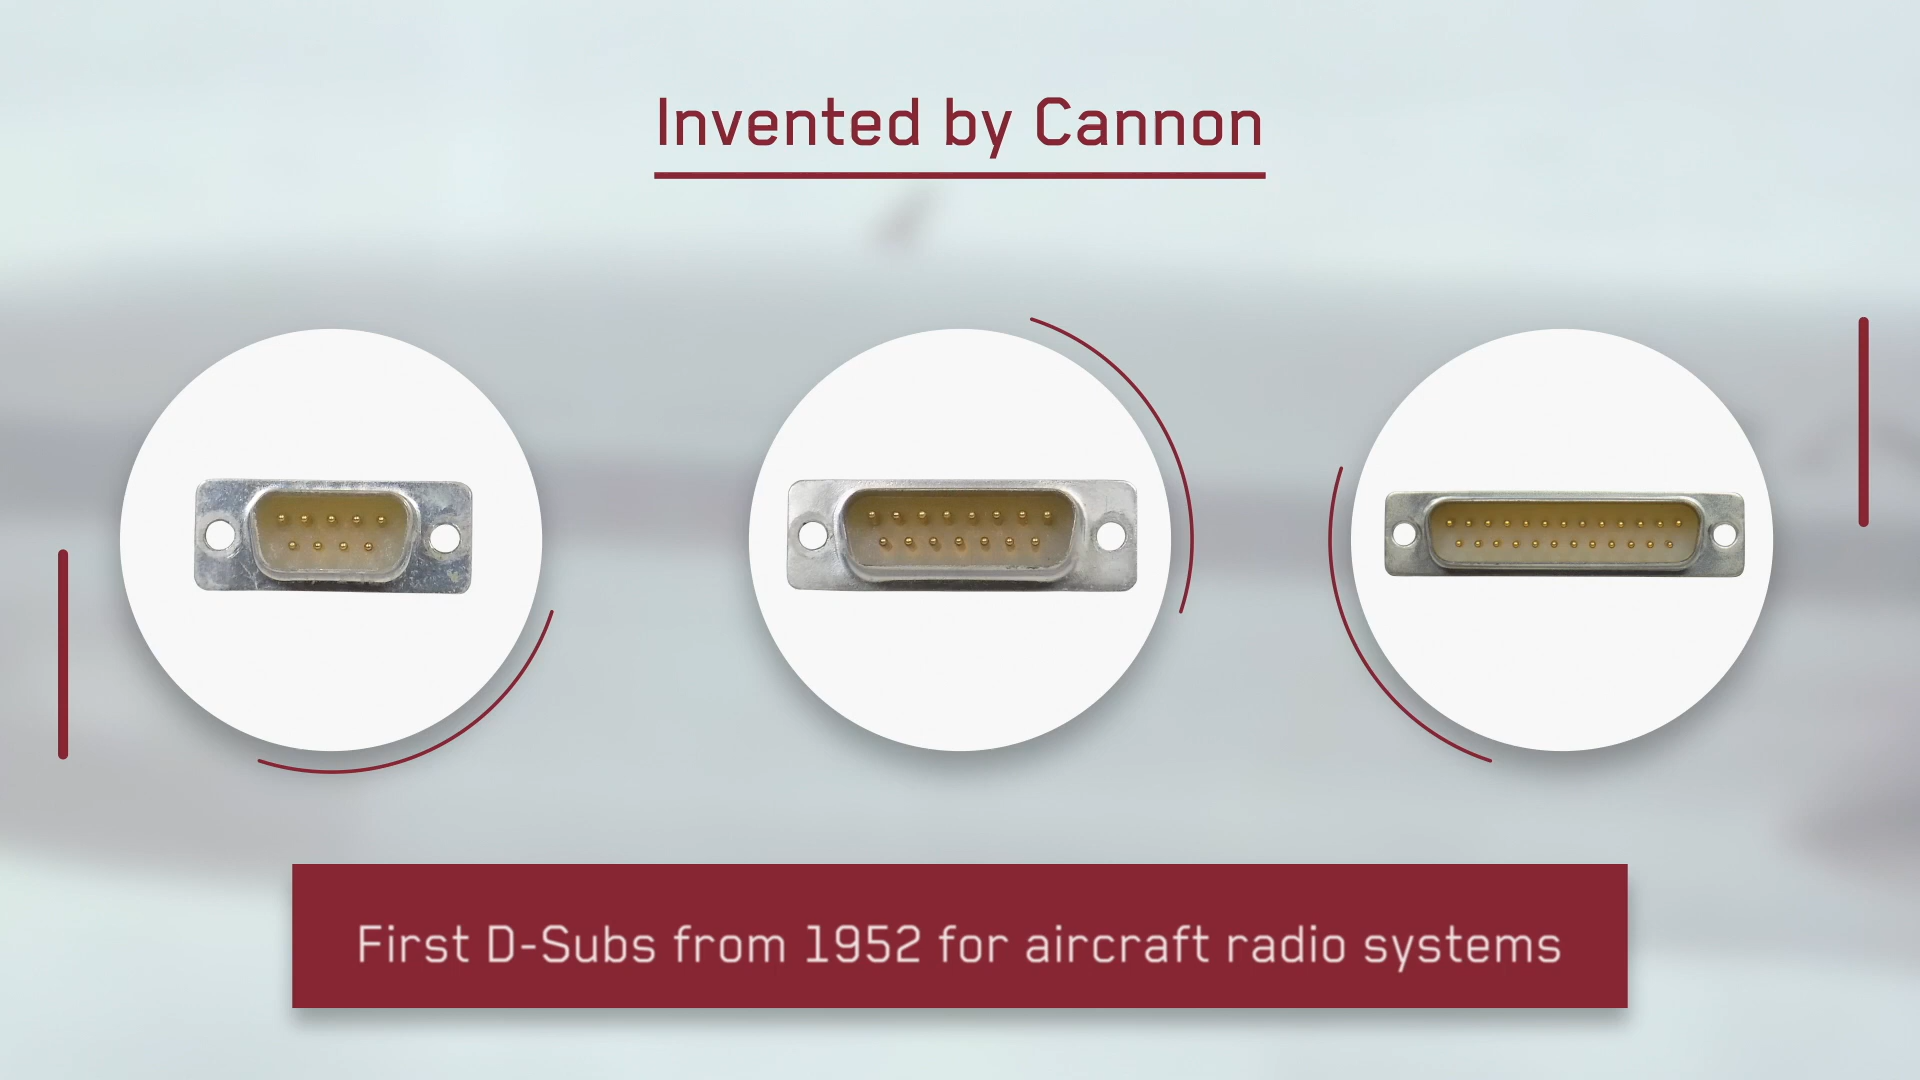 Invented by Cannon
First D-Subs from 1952 for aircraft radio systems